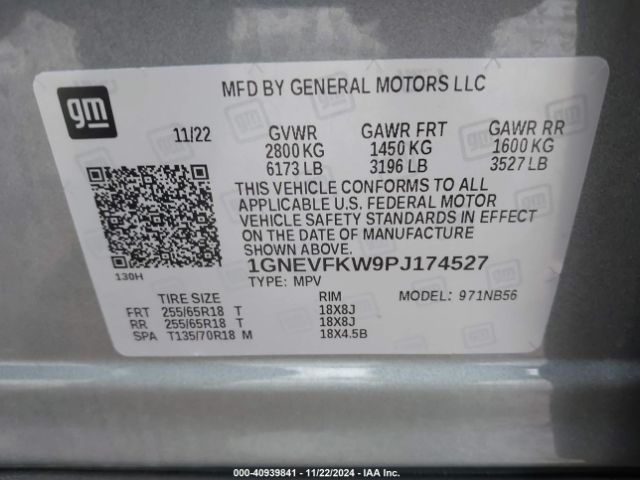 gm
MFD BY GENERAL MOTORS LLC
11/22 GVWR GAWR FRT GAWR RR
2800 KG 1450 KG 1600 KG
6173 LB 3196 LB 3527 LB
THIS VEHICLE CONFORMS TO ALL
APPLICABLE U.S. FEDERAL MOTOR
VEHICLE SAFETY STANDARDS IN EFFECT
ON THE DATE OF MANUFACTURE
SHOWN ABOVE.
130H
1GNEVFKW9PJ174527
TYPE: MPV MODEL: 971NB56
TIRE SIZE RIM
FRT 255/65R18 T 18X8J
RR 255/65R18 T 18X8J
SPA T135/70R18 M 18X4.5B
000-40939841 - 11/22/2024 - IAAI.COM